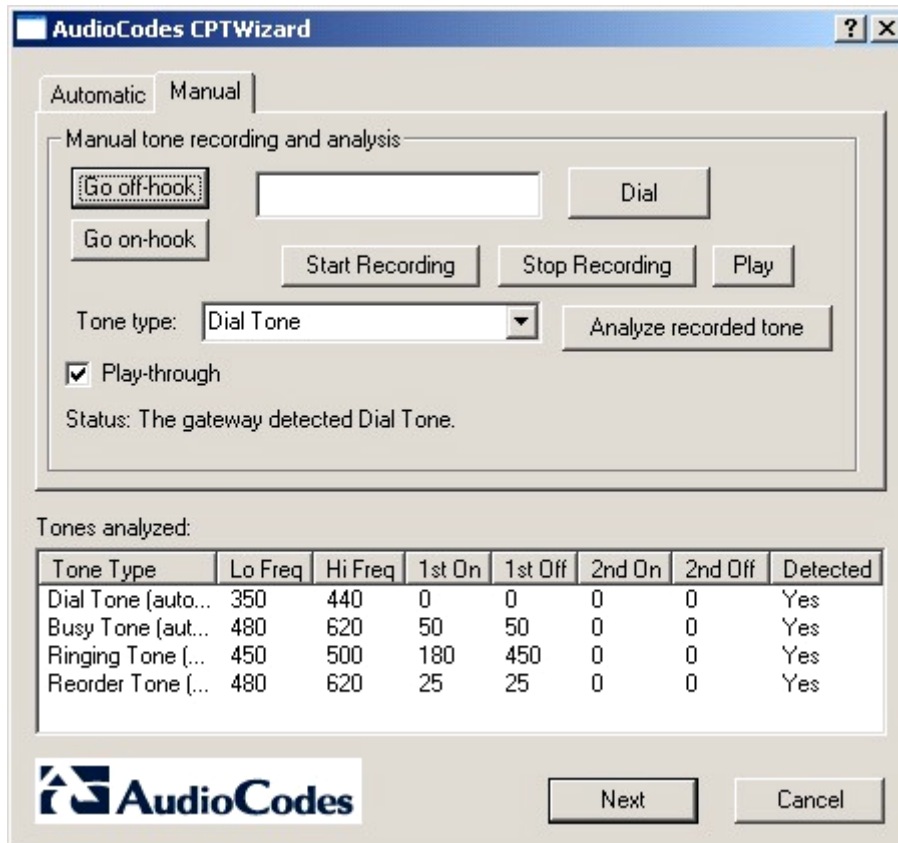 AudioCodes CPTWizard
Automatic Manual
Manual tone recording and analysis
Go off-hook Dial
Go on-hook
Start Recording Stop Recording Play
Tone type: Dial Tone Analyze recorded tone
Play-through
Status: The gateway detected Dial Tone.
Tones analyzed:
Tone Type Lo Freq Hi Freq 1st On 1st Off 2nd On 2nd Off Detected
Dial Tone (auto... 350 440 0 0 0 0 Yes
Busy Tone (aut... 480 620 50 50 0 0 Yes
Ringing Tone (... 450 500 180 450 0 0 Yes
Reorder Tone (... 480 620 25 25 0 0 Yes
AudioCodes Next Cancel